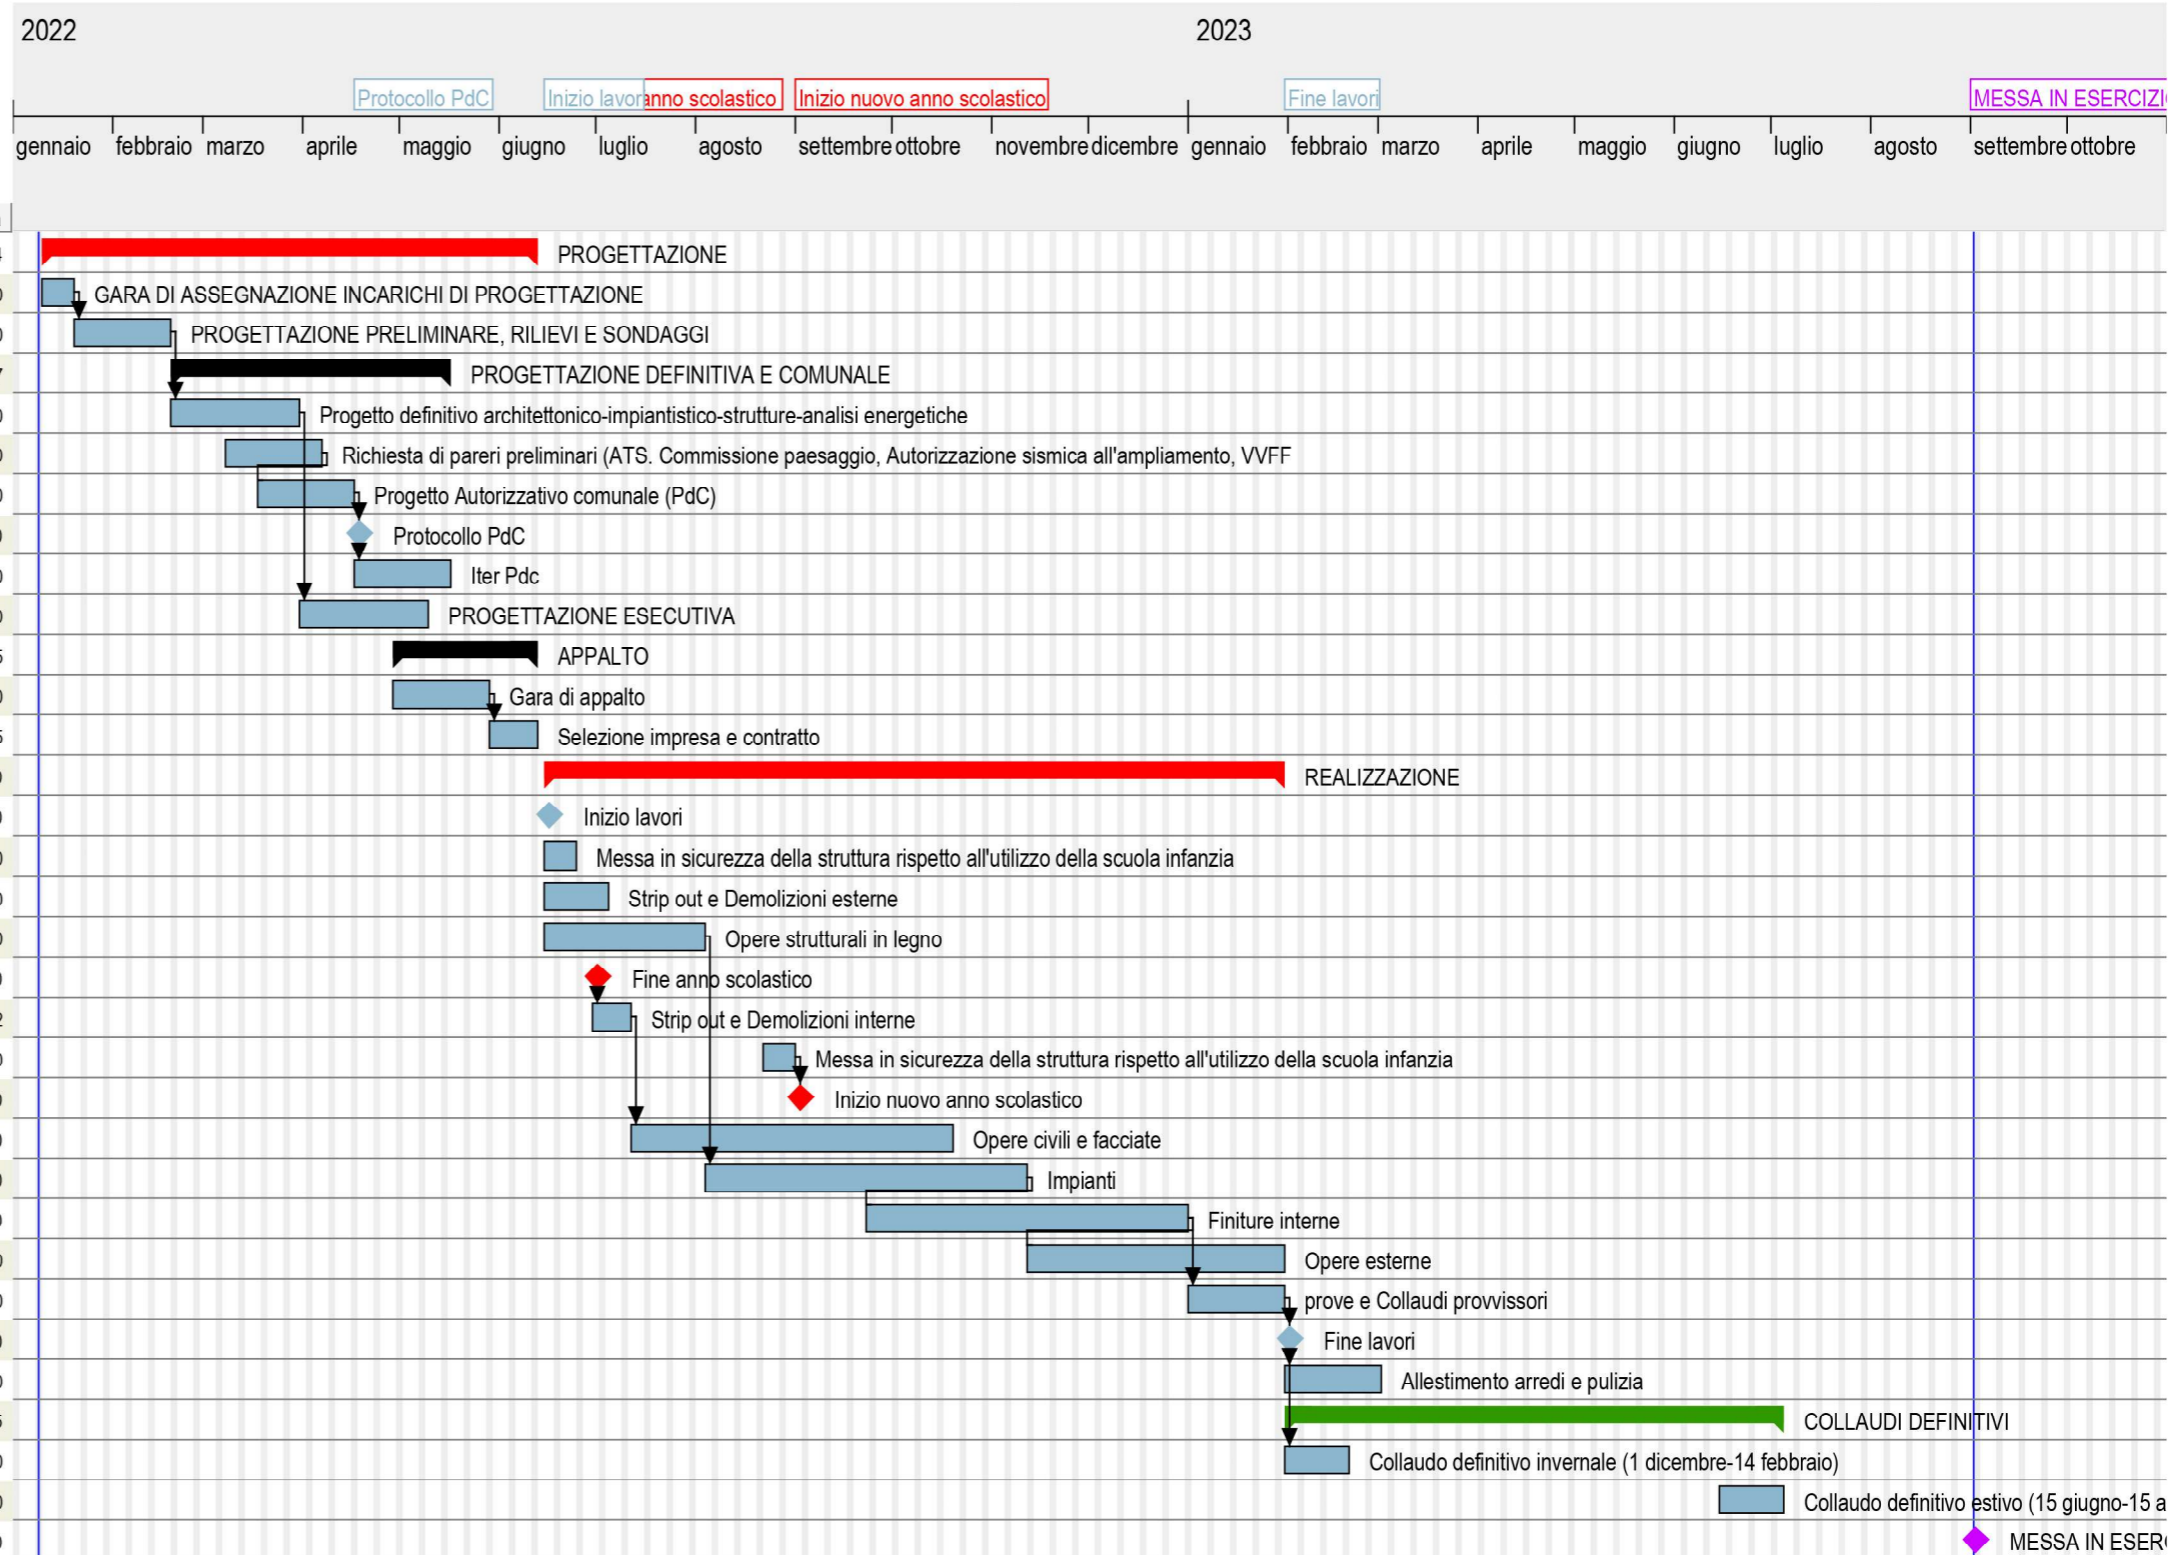 2022 2023
Protocollo PdC Inizio lavor anno scolastico Inizio nuovo anno scolastico Fine lavori MESSA IN ESERCIZI
gennaio febbraio marzo aprile maggio giugno luglio agosto settembre ottobre novembre dicembre gennaio febbraio marzo aprile maggio giugno luglio agosto settembre ottobre
PROGETTAZIONE
GARA DI ASSEGNAZIONE INCARICHI DI PROGETTAZIONE
PROGETTAZIONE PRELIMINARE, RILIEVI E SONDAGGI
PROGETTAZIONE DEFINITIVA E COMUNALE
Progetto definitivo architettonico-impiantistico-strutture-analisi energetiche
Richiesta di pareri preliminari (ATS. Commissione paesaggio, Autorizzazione sismica all'ampliamento, VVFF
Progetto Autorizzativo comunale (PdC)
Protocollo PdC
Iter Pdc
PROGETTAZIONE ESECUTIVA
APPALTO
Gara di appalto
Selezione impresa e contratto
REALIZZAZIONE
Inizio lavori
Messa in sicurezza della struttura rispetto all'utilizzo della scuola infanzia
Strip out e Demolizioni esterne
Opere strutturali in legno
Fine anno scolastico
Strip out e Demolizioni interne
Messa in sicurezza della struttura rispetto all'utilizzo della scuola infanzia
Inizio nuovo anno scolastico
Opere civili e facciate
Impianti
Finiture interne
Opere esterne
prove e Collaudi provvissori
Fine lavori
Allestimento arredi e pulizia
COLLAUDI DEFINITIVI
Collaudo definitivo invernale (1 dicembre-14 febbraio)
Collaudo definitivo estivo (15 giugno-15 a
MESSA IN ESER